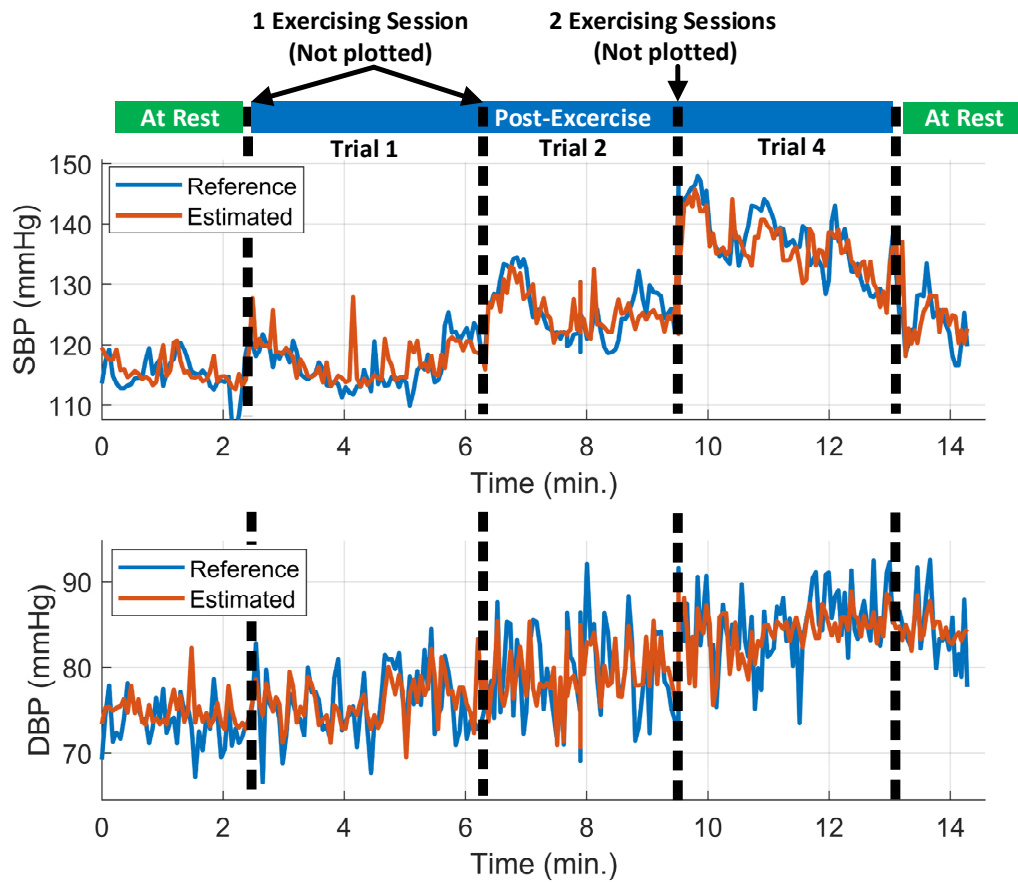 1 Exercising Session
(Not plotted)
2 Exercising Sessions
(Not plotted)
At Rest
Post-Excercise
At Rest
Trial 1
Trial 2
Trial 4
150
140
130
120
110
SBP (mmHg)
Reference
Estimated
0 2 4 6 8 10 12 14
Time (min.)
90
80
70
DBP (mmHg)
Reference
Estimated
0 2 4 6 8 10 12 14
Time (min.)